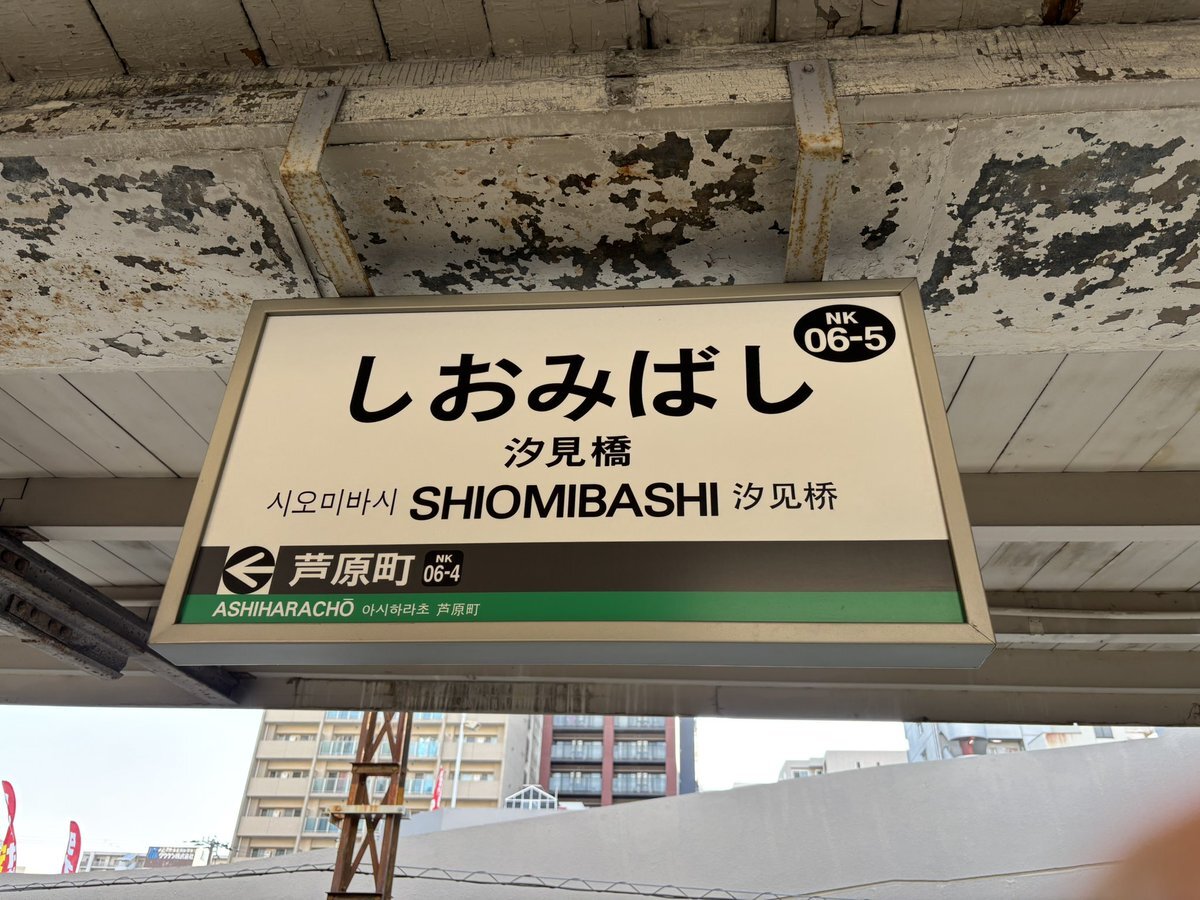 NK
06-5
しおみばし
汐見橋
시오미바시 SHIOMIBASHI 汐见桥
芦原町 NK 06-4
ASHIHARACHŌ 아시하라초 芦原町